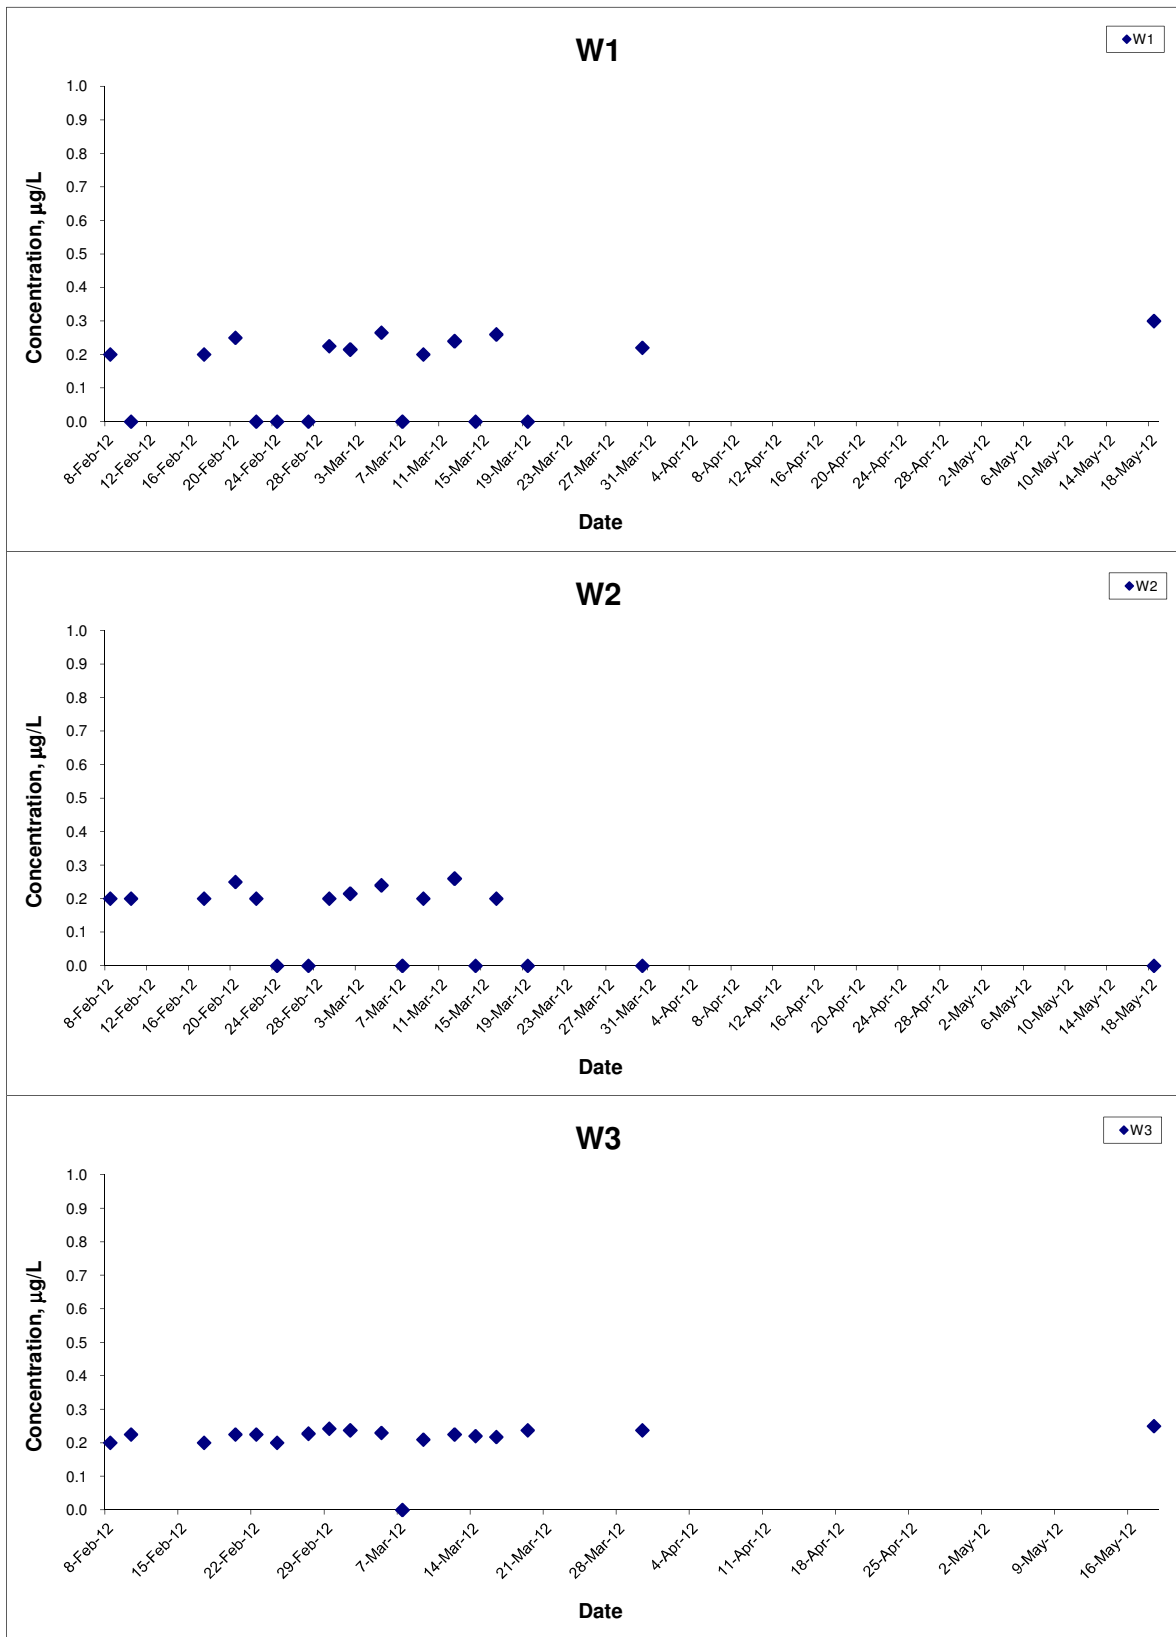 W1
W1
1.0
0.9
0.8
0.7
0.6
0.5
0.4
0.3
0.2
0.1
0.0
Concentration, µg/L
8-Feb-12
12-Feb-12
16-Feb-12
20-Feb-12
24-Feb-12
28-Feb-12
3-Mar-12
7-Mar-12
11-Mar-12
15-Mar-12
19-Mar-12
23-Mar-12
27-Mar-12
31-Mar-12
4-Apr-12
8-Apr-12
12-Apr-12
16-Apr-12
20-Apr-12
24-Apr-12
28-Apr-12
2-May-12
6-May-12
10-May-12
14-May-12
18-May-12
Date
W2
W2
1.0
0.9
0.8
0.7
0.6
0.5
0.4
0.3
0.2
0.1
0.0
Concentration, µg/L
8-Feb-12
12-Feb-12
16-Feb-12
20-Feb-12
24-Feb-12
28-Feb-12
3-Mar-12
7-Mar-12
11-Mar-12
15-Mar-12
19-Mar-12
23-Mar-12
27-Mar-12
31-Mar-12
4-Apr-12
8-Apr-12
12-Apr-12
16-Apr-12
20-Apr-12
24-Apr-12
28-Apr-12
2-May-12
6-May-12
10-May-12
14-May-12
18-May-12
Date
W3
W3
1.0
0.9
0.8
0.7
0.6
0.5
0.4
0.3
0.2
0.1
0.0
Concentration, µg/L
8-Feb-12
15-Feb-12
22-Feb-12
29-Feb-12
7-Mar-12
14-Mar-12
21-Mar-12
28-Mar-12
4-Apr-12
11-Apr-12
18-Apr-12
25-Apr-12
2-May-12
9-May-12
16-May-12
Date